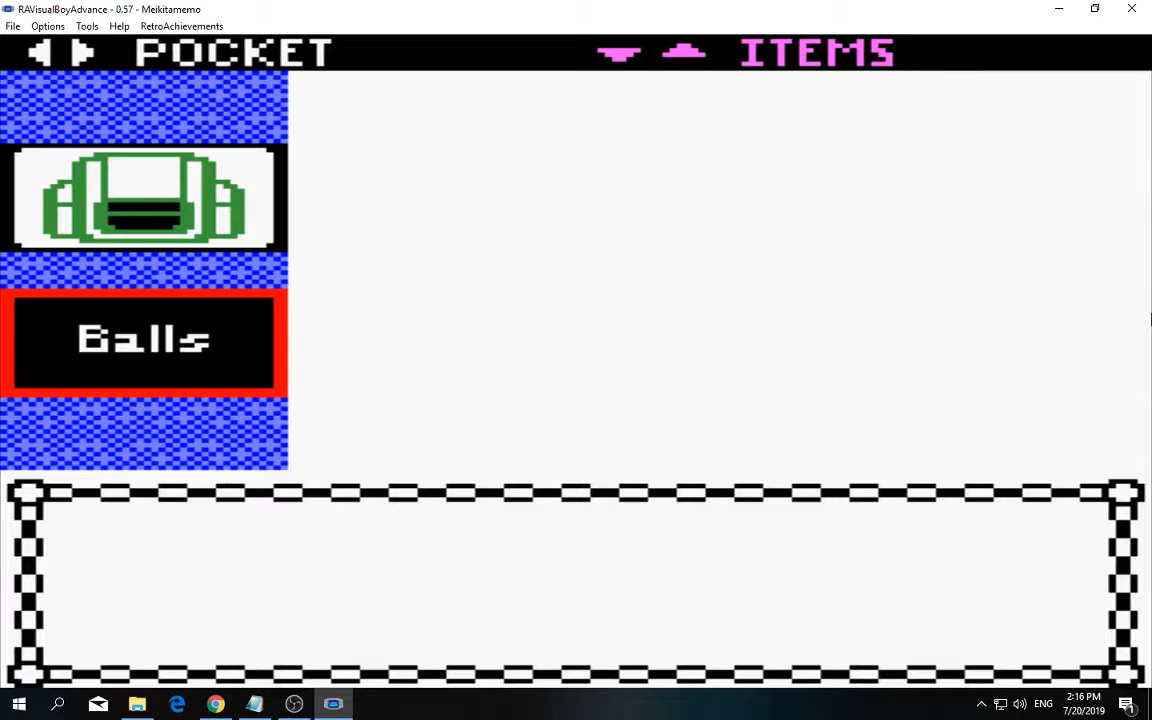 RAVisualBoyAdvance - 0.57 - Meikitamemo
File Options Tools Help RetroAchievements
POCKET ITEMS
Balls
ENG
2:16 PM
7/20/2019
1